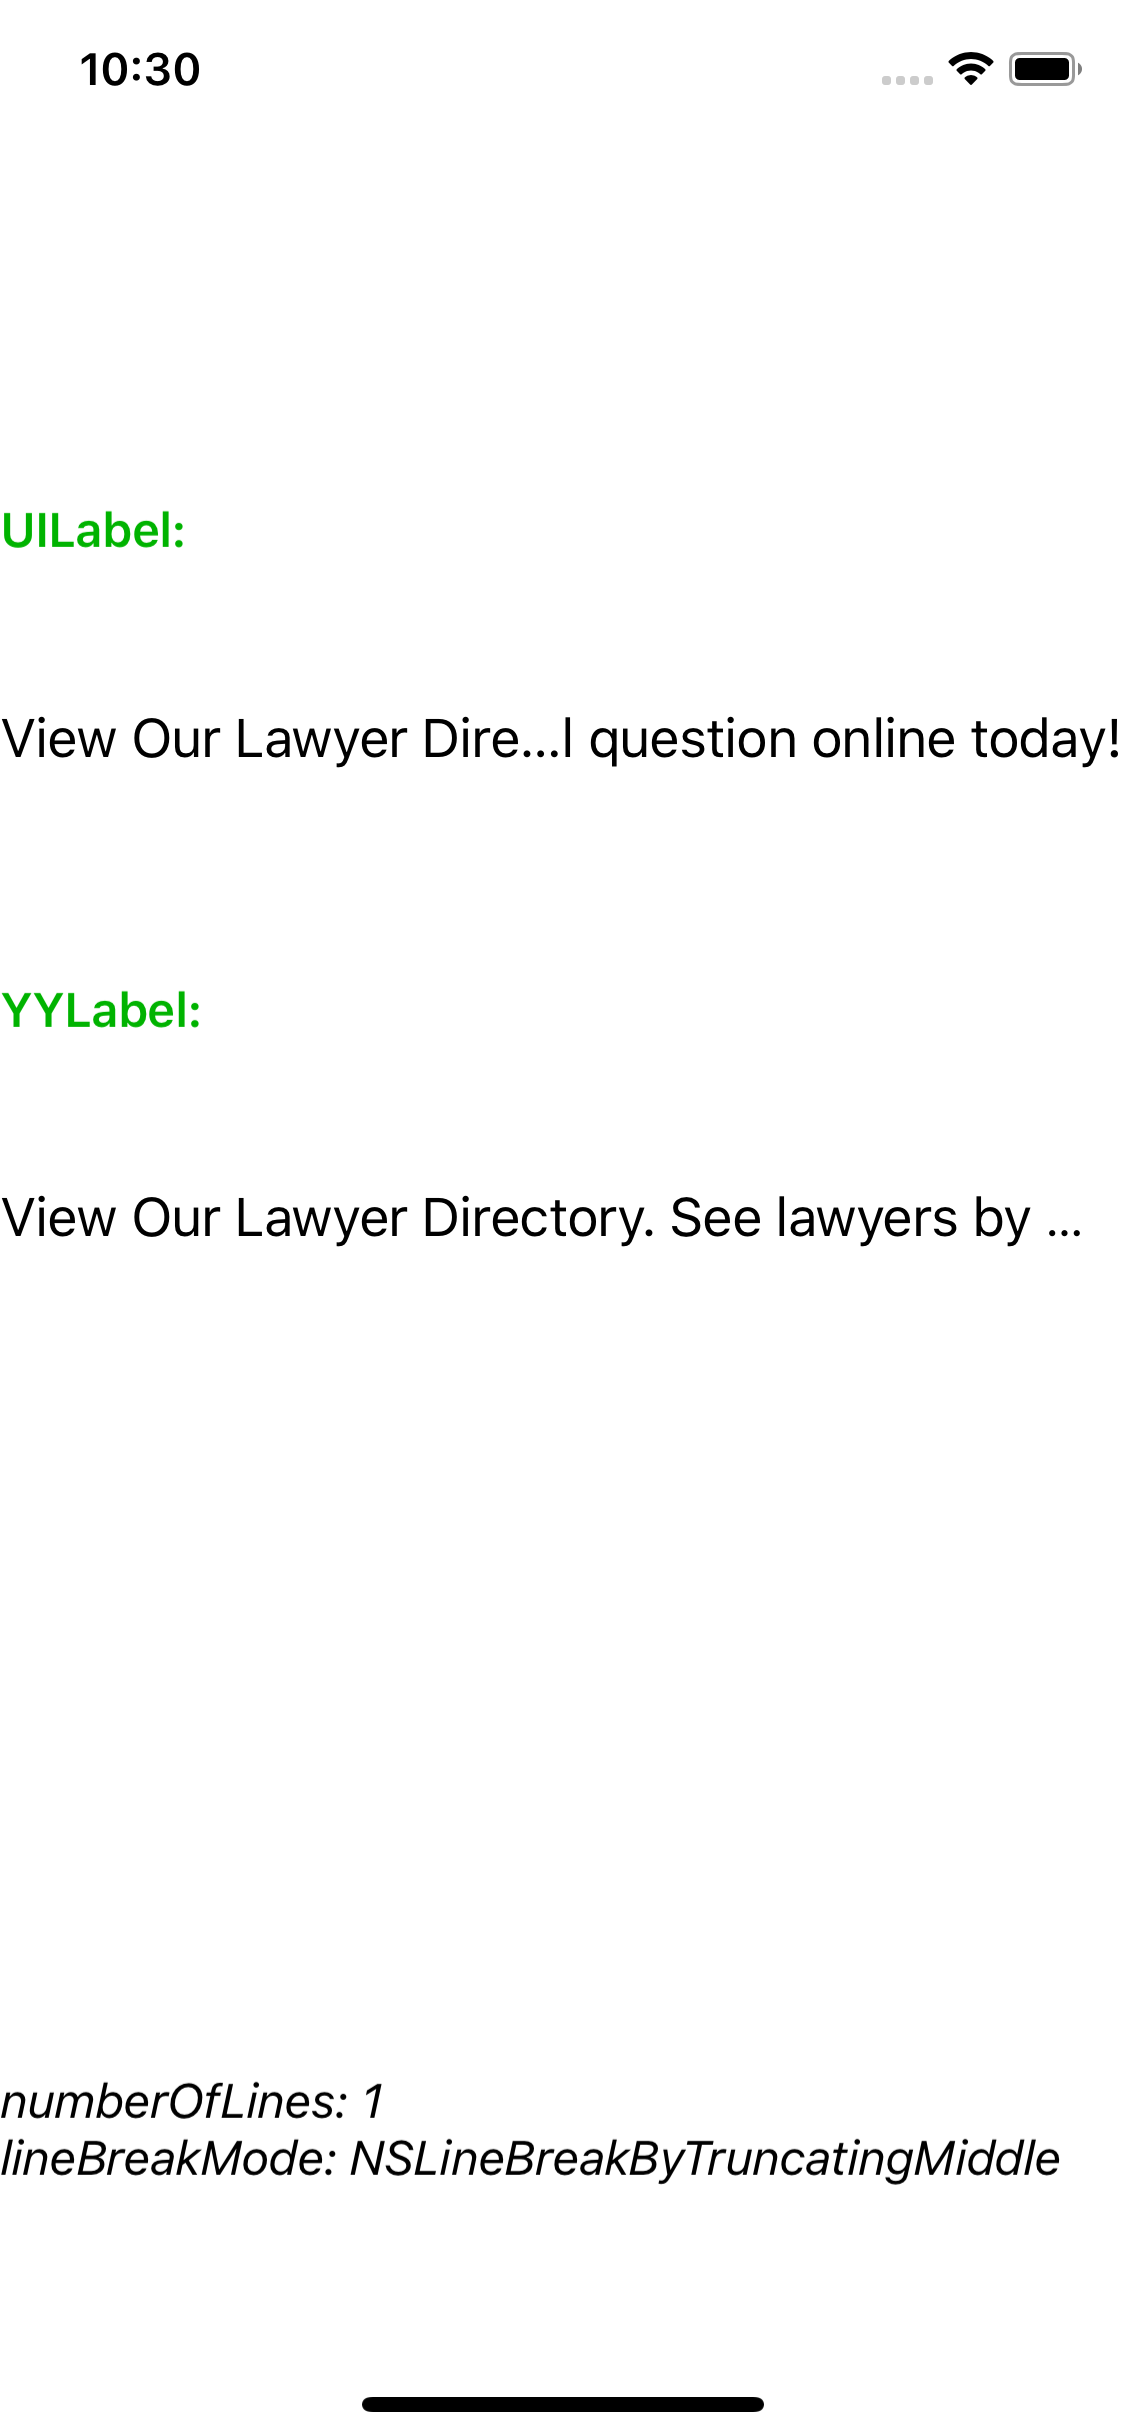 10:30
UILabel:
View Our Lawyer Dire...l question online today!
YYLabel:
View Our Lawyer Directory. See lawyers by ...
numberOfLines: 1
lineBreakMode: NSLineBreakByTruncatingMiddle